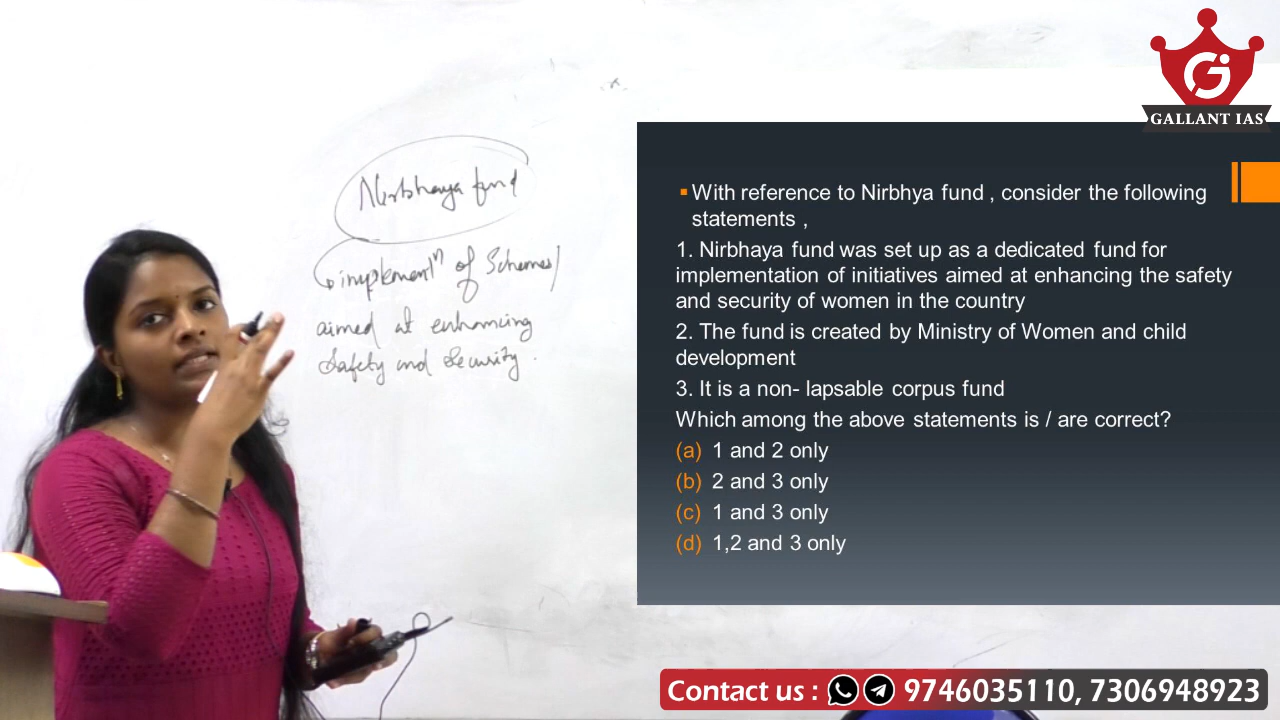 GALLANT IAS
Nirbhaya fund
implementⁿ of Schemes/
aimed at enhancing
Safety and Security.
▪With reference to Nirbhya fund , consider the following
statements ,
1. Nirbhaya fund was set up as a dedicated fund for
implementation of initiatives aimed at enhancing the safety
and security of women in the country
2. The fund is created by Ministry of Women and child
development
3. It is a non- lapsable corpus fund
Which among the above statements is / are correct?
(a) 1 and 2 only
(b) 2 and 3 only
(c) 1 and 3 only
(d) 1,2 and 3 only
Contact us : 9746035110, 7306948923